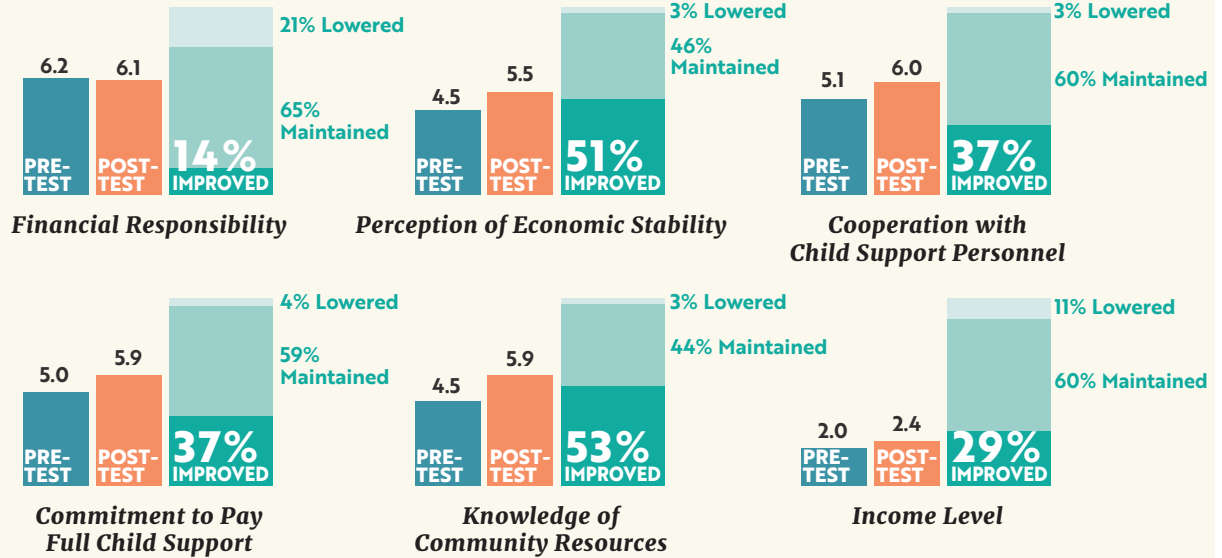 21% Lowered
6.2
6.1
65%
Maintained
PRE-
TEST
POST-
TEST
14%
IMPROVED
Financial Responsibility
3% Lowered
46%
Maintained
4.5
5.5
PRE-
TEST
POST-
TEST
51%
IMPROVED
Perception of Economic Stability
3% Lowered
60% Maintained
5.1
6.0
PRE-
TEST
POST-
TEST
37%
IMPROVED
Cooperation with
Child Support Personnel
4% Lowered
59%
Maintained
5.0
5.9
PRE-
TEST
POST-
TEST
37%
IMPROVED
Commitment to Pay
Full Child Support
3% Lowered
44% Maintained
4.5
5.9
PRE-
TEST
POST-
TEST
53%
IMPROVED
Knowledge of
Community Resources
11% Lowered
60% Maintained
2.0
2.4
PRE-
TEST
POST-
TEST
29%
IMPROVED
Income Level